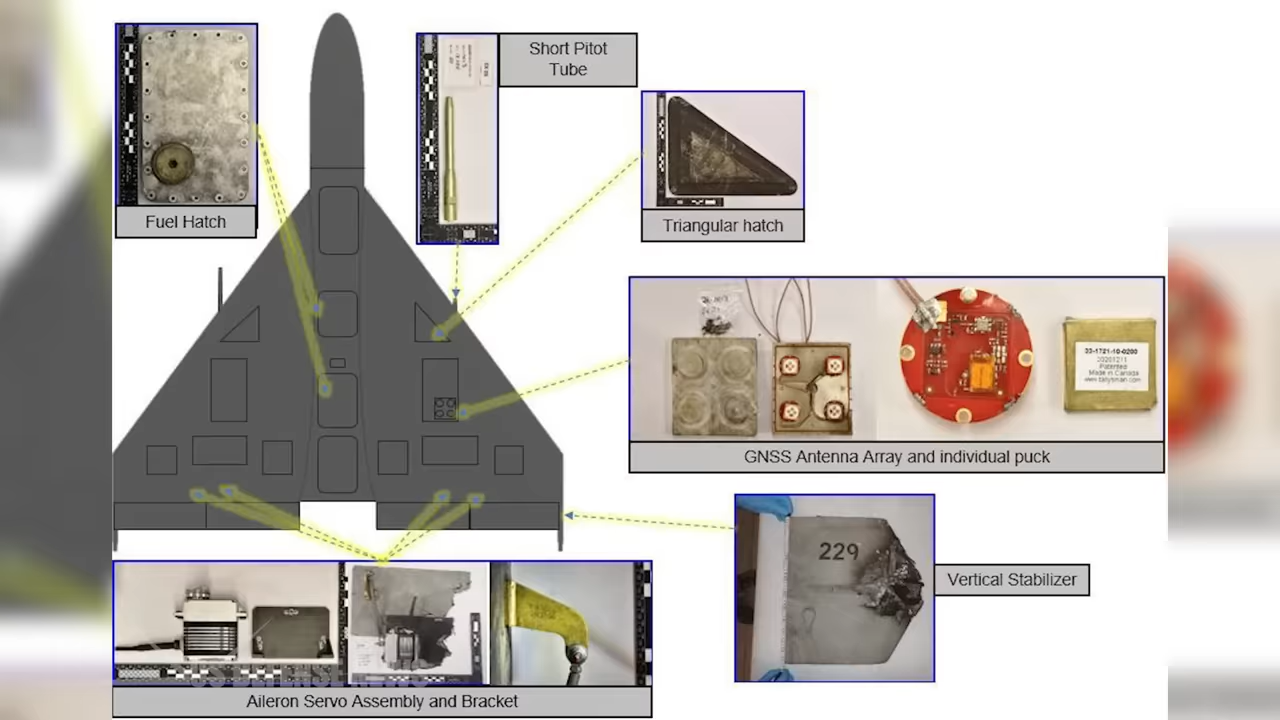 Short Pitot
Tube
Fuel Hatch
Triangular hatch
33-1721-10-0200
Patented
Made in Canada
www.tallysman.com
GNSS Antenna Array and individual puck
229
Vertical Stabilizer
Aileron Servo Assembly and Bracket